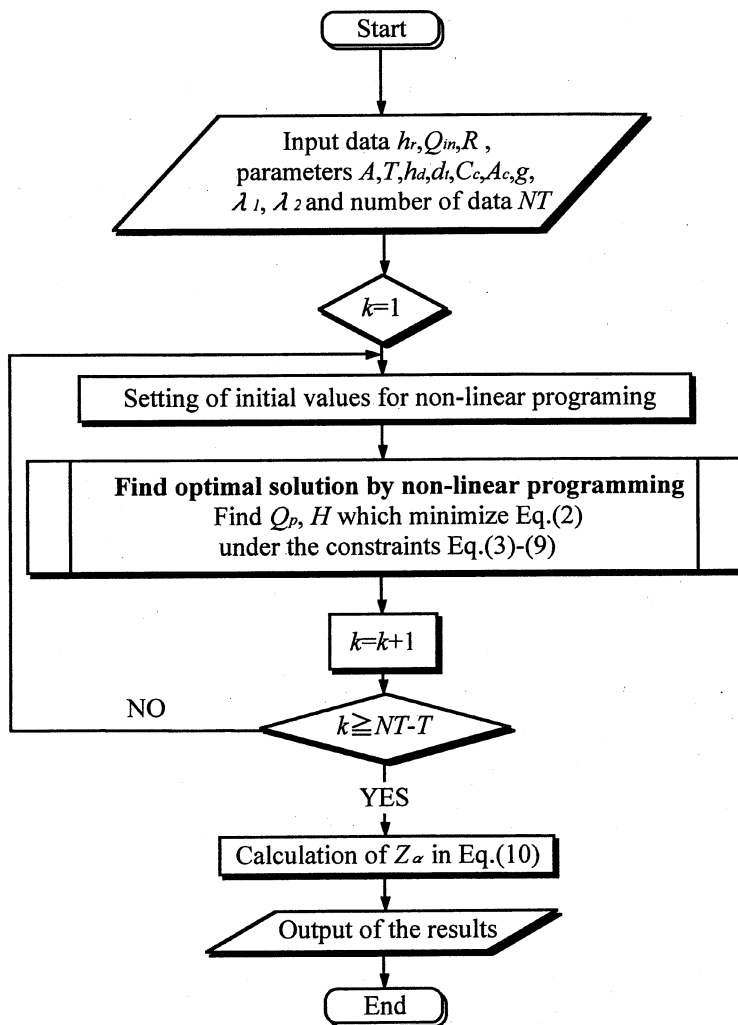 Start
Input data hr,Qin,R ,
parameters A,T,hd,dt,Cc,Ac,g,
λ1, λ2 and number of data NT
k=1
Setting of initial values for non-linear programing
Find optimal solution by non-linear programming
Find Qp, H which minimize Eq.(2)
under the constraints Eq.(3)-(9)
k=k+1
NO
k≧NT-T
YES
Calculation of Zα in Eq.(10)
Output of the results
End